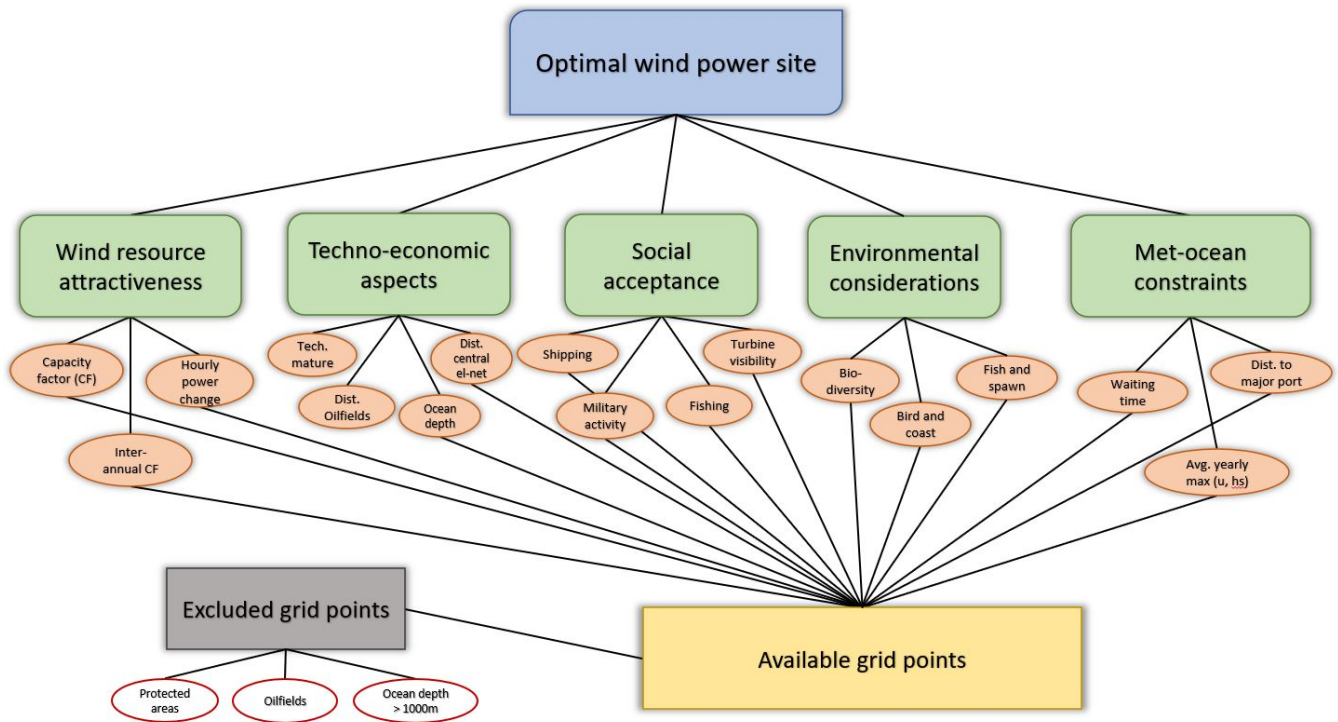 Optimal wind power site
Wind resource
attractiveness
Techno-economic
aspects
Social
acceptance
Environmental
considerations
Met-ocean
constraints
Capacity
factor (CF)
Hourly
power
change
Inter-
annual CF
Tech.
mature
Dist.
central
el-net
Dist.
Oilfields
Ocean
depth
Shipping
Turbine
visibility
Military
activity
Fishing
Bio-
diversity
Fish and
spawn
Bird and
coast
Waiting
time
Dist. to
major port
Avg. yearly
max (u, hs)
Excluded grid points
Available grid points
Protected
areas
Oilfields
Ocean depth
> 1000m